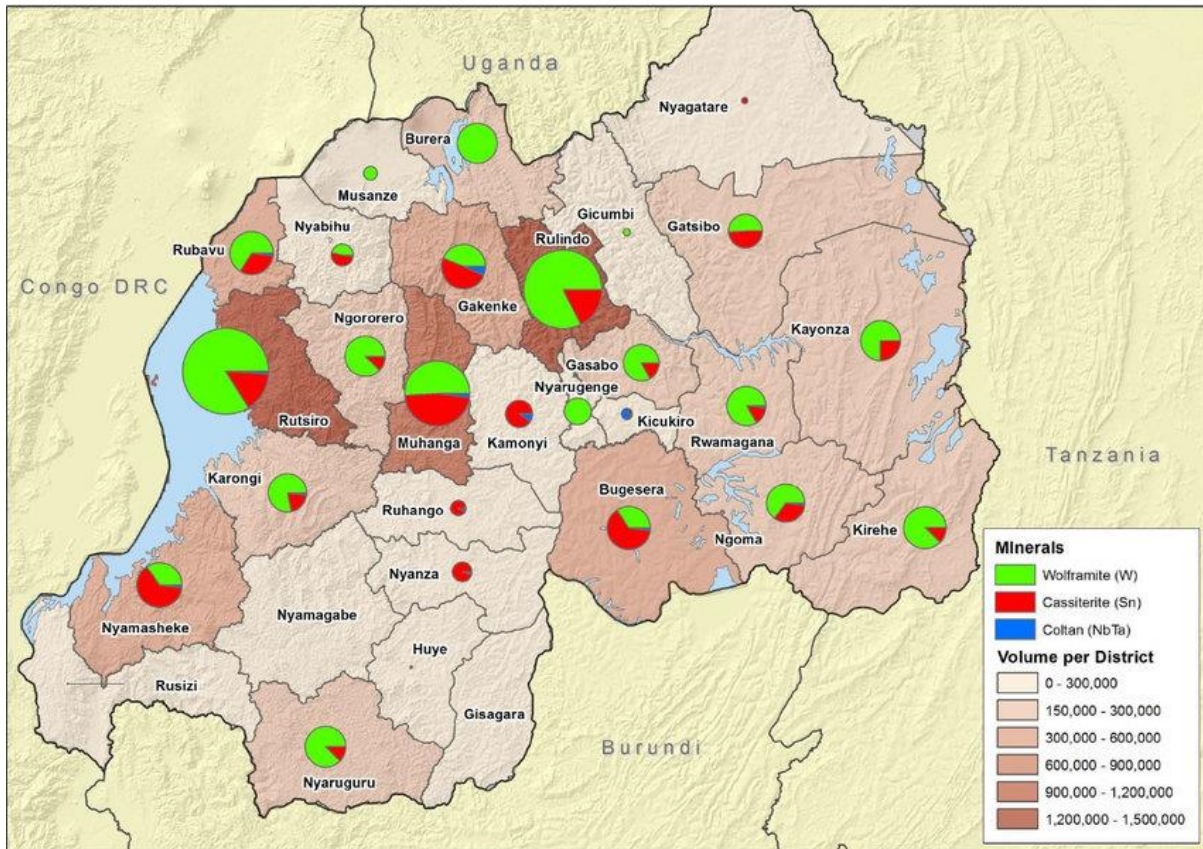 Uganda
Nyagatare
Burera
Musanze
Gicumbi
Nyabihu
Gatsibo
Rubavu
Rulindo
Congo DRC
Gakenke
Ngororero
Kayonza
Gasabo
Nyarugenge
Rutsiro
Kicukiro
Muhanga
Kamonyi
Rwamagana
Tanzania
Karongi
Bugesera
Ruhango
Kirehe
Ngoma
Nyanza
Nyamagabe
Nyamasheke
Huye
Rusizi
Gisagara
Burundi
Nyaruguru
Minerals
Wolframite (W)
Cassiterite (Sn)
Coltan (NbTa)
Volume per District
0 - 300,000
150,000 - 300,000
300,000 - 600,000
600,000 - 900,000
900,000 - 1,200,000
1,200,000 - 1,500,000